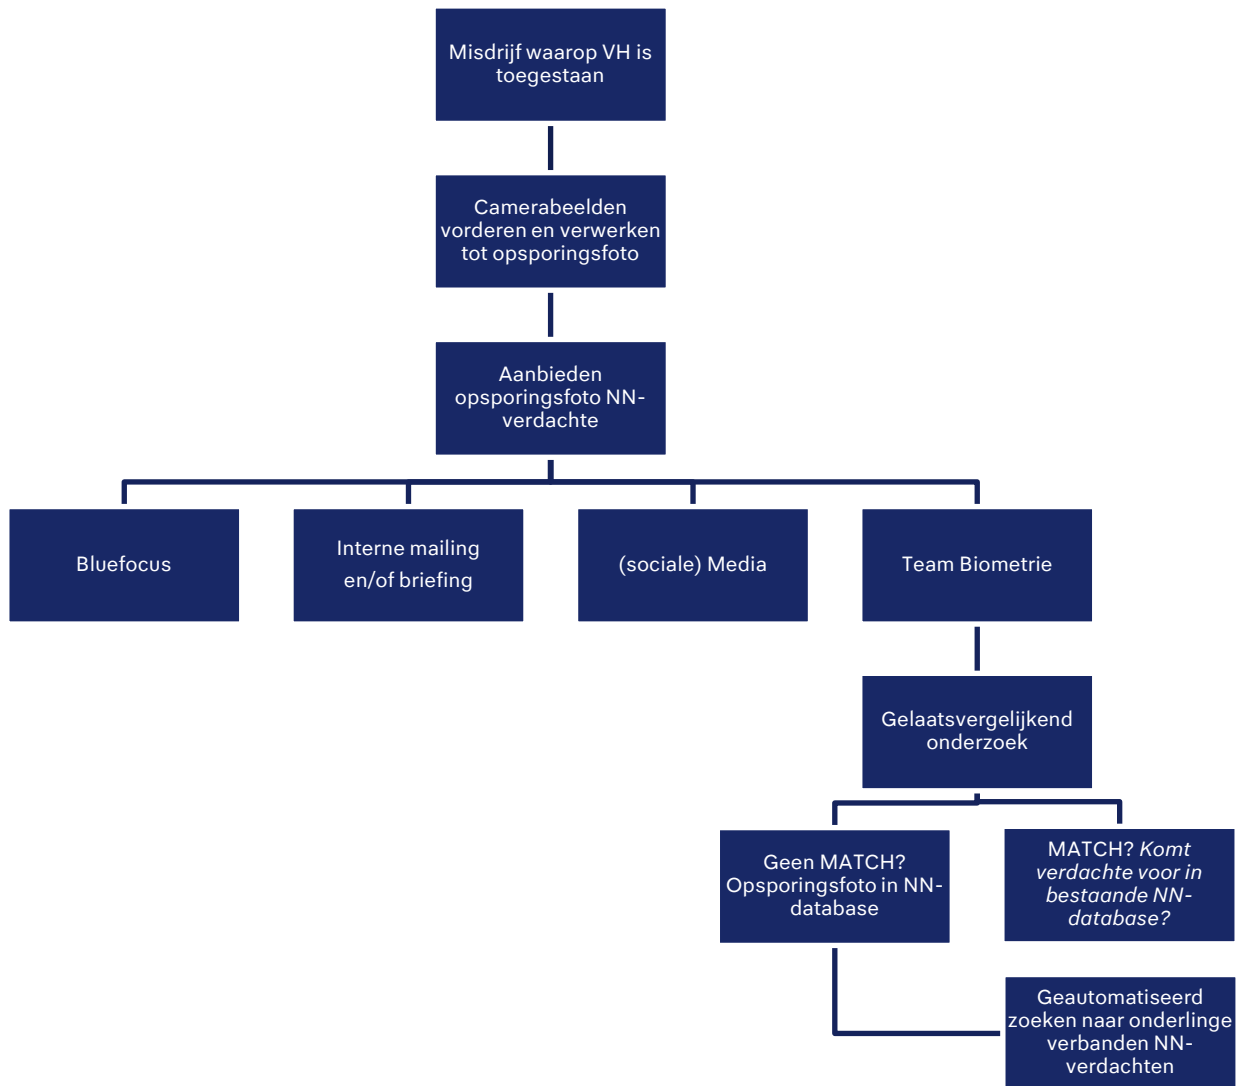 Misdrijf waarop VH is
toegestaan
Camerabeelden
vorderen en verwerken
tot opsporingsfoto
Aanbieden
opsporingsfoto NN-
verdachte
Bluefocus
Interne mailing
en/of briefing
(sociale) Media
Team Biometrie
Gelaatsvergelijkend
onderzoek
Geen MATCH?
Opsporingsfoto in NN-
database
MATCH? Komt
verdachte voor in
bestaande NN-
database?
Geautomatiseerd
zoeken naar onderlinge
verbanden NN-
verdachten